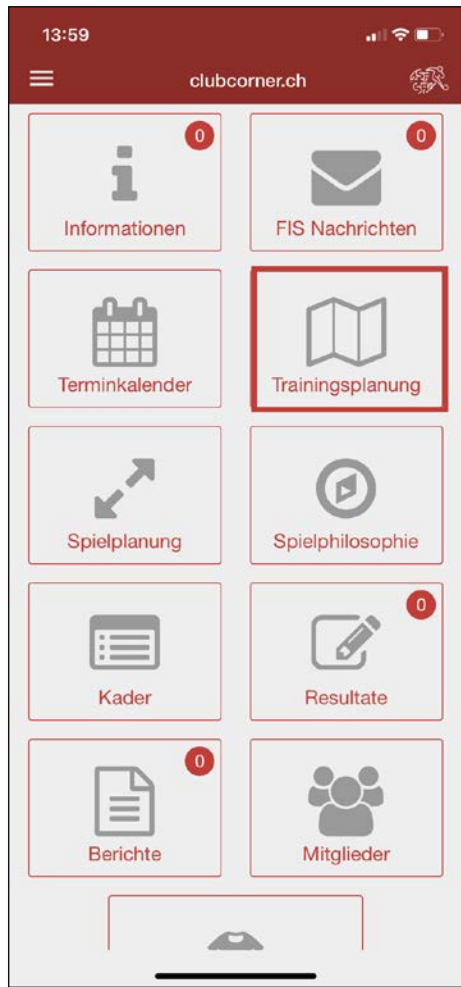 13:59
clubcorner.ch
0
0
Informationen
FIS Nachrichten
Terminkalender
Trainingsplanung
Spielplanung
Spielphilosophie
0
Kader
Resultate
0
Berichte
Mitglieder